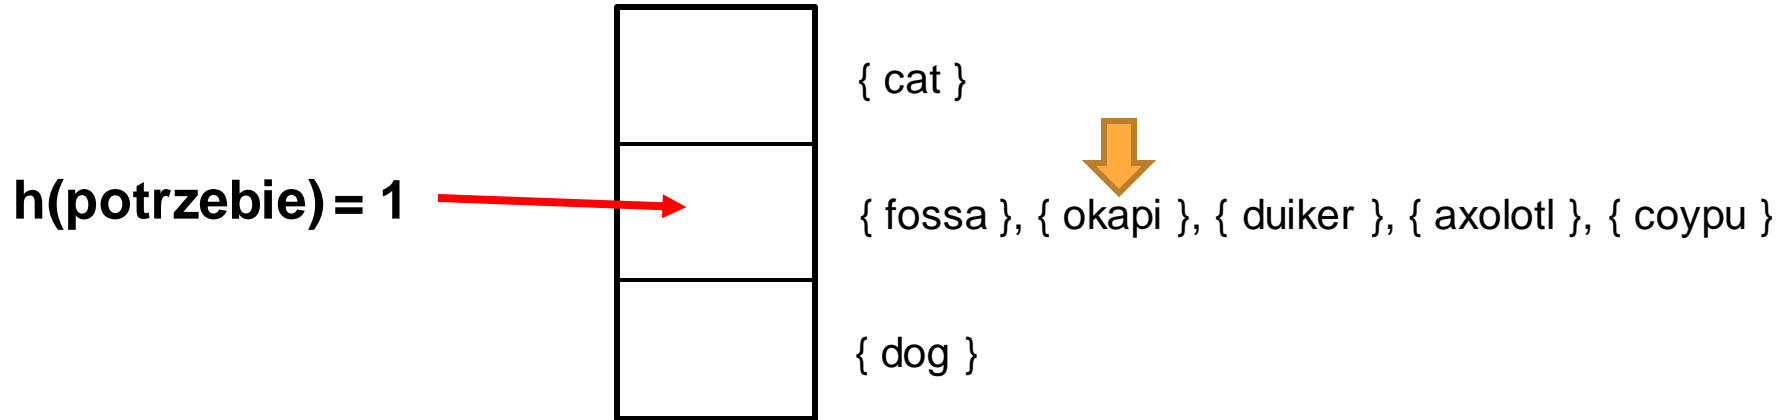 { cat }
h(potrzebie) = 1
{ fossa }, { okapi }, { duiker }, { axolotl }, { coypu }
{ dog }